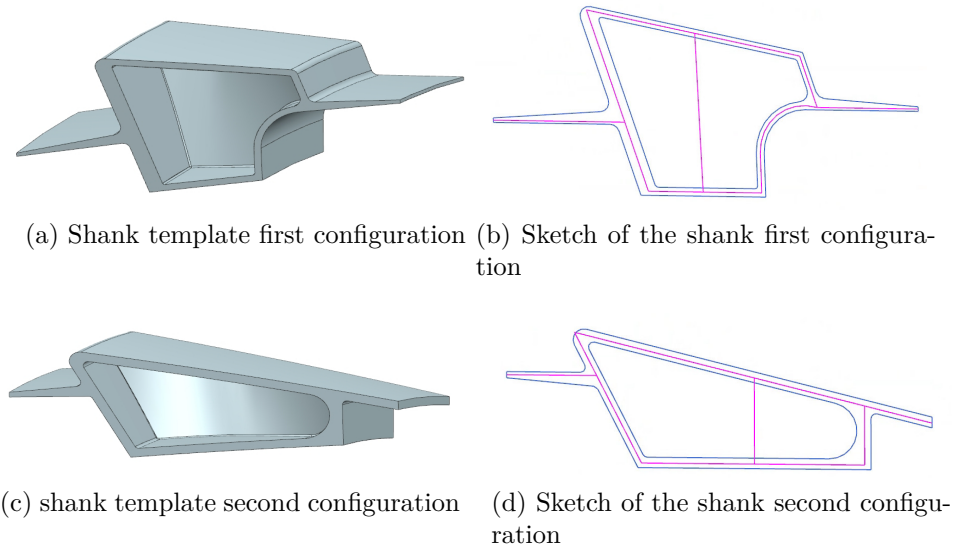 (a) Shank template first configuration
(b) Sketch of the shank first configura-
tion
(c) shank template second configuration
(d) Sketch of the shank second configu-
ration